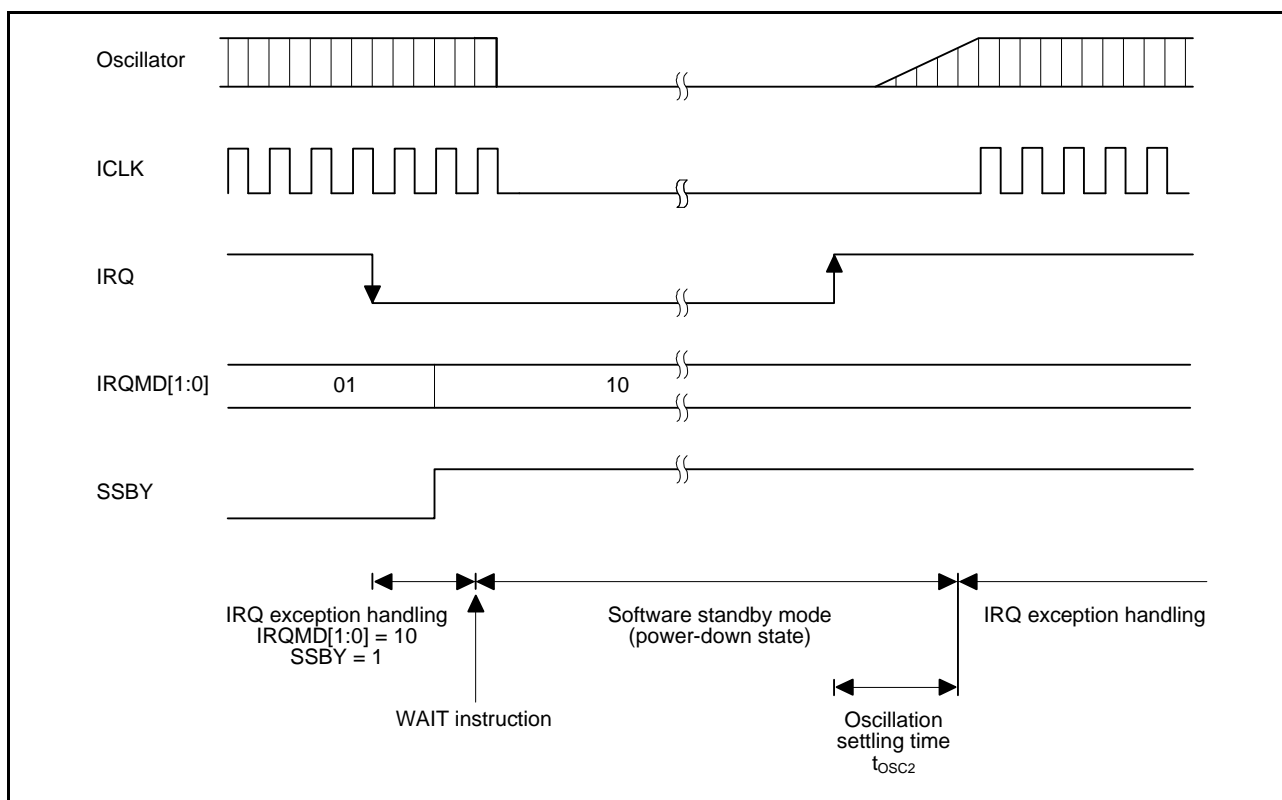 Oscillator
ICLK
IRQ
IRQMD[1:0]
01
10
SSBY
IRQ exception handling
IRQMD[1:0] = 10
SSBY = 1
Software standby mode
(power-down state)
IRQ exception handling
WAIT instruction
Oscillation
settling time
tOSC2